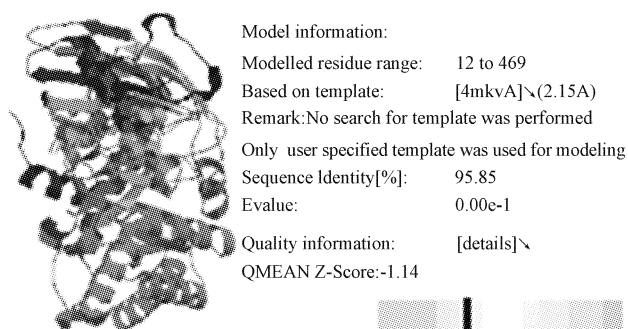 Model information:
Modelled residue range: 12 to 469
Based on template: [4mkvA]↘(2.15A)
Remark:No search for template was performed
Only user specified template was used for modeling
Sequence ldentity[%]: 95.85
Evalue: 0.00e-1
Quality information: [details]↘
QMEAN Z-Score:-1.14